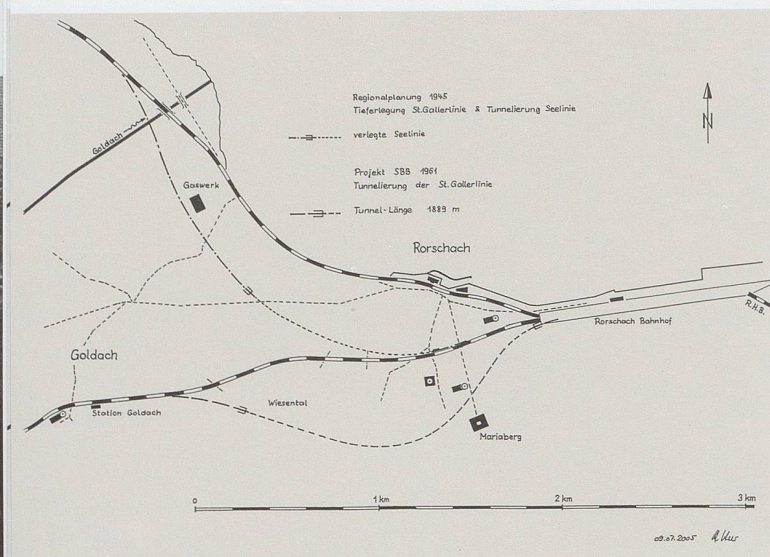 Regionalplanung 1945
Tieferlegung St.Gallerlinie & Tunnelierung Seelinie
verlegte Seelinie
Projekt SBB 1961
Tunnelierung der St. Gallerlinie
Tunnel-Länge 1889 m
N
Goldach
Gaswerk
Rorschach
R.H.B.
Rorschach Bahnhof
Goldach
Station Goldach
Wiesental
Mariaberg
0 1 km 2 km 3 km
09.07.2005